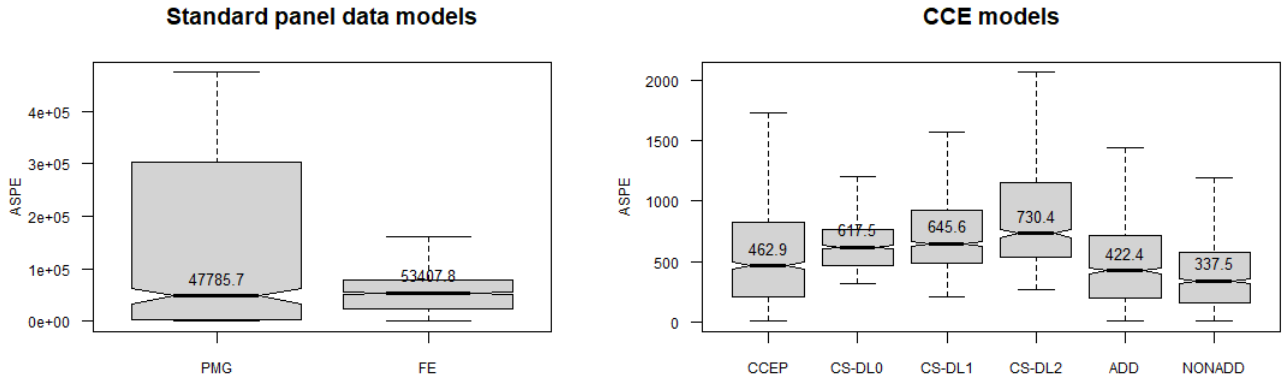 Standard panel data models
ASPE
4e+05
3e+05
2e+05
1e+05
0e+00
47785.7
53407.8
PMG
FE
CCE models
ASPE
2000
1500
1000
500
0
462.9
617.5
645.6
730.4
422.4
337.5
CCEP
CS-DL0
CS-DL1
CS-DL2
ADD
NONADD